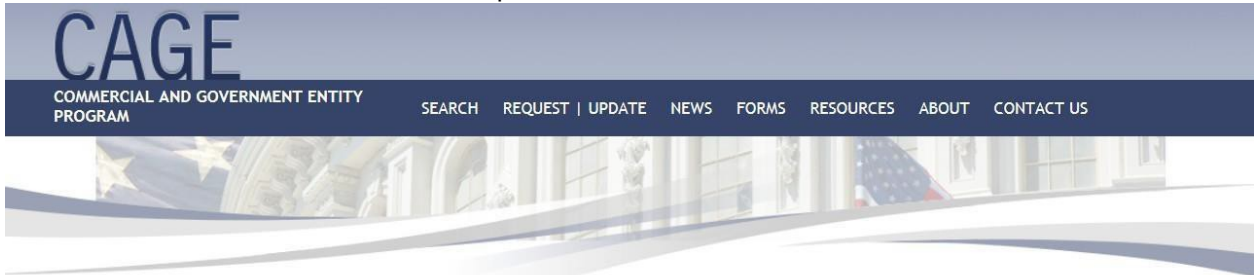 CAGE
COMMERCIAL AND GOVERNMENT ENTITY
PROGRAM
SEARCH REQUEST | UPDATE NEWS FORMS RESOURCES ABOUT CONTACT US